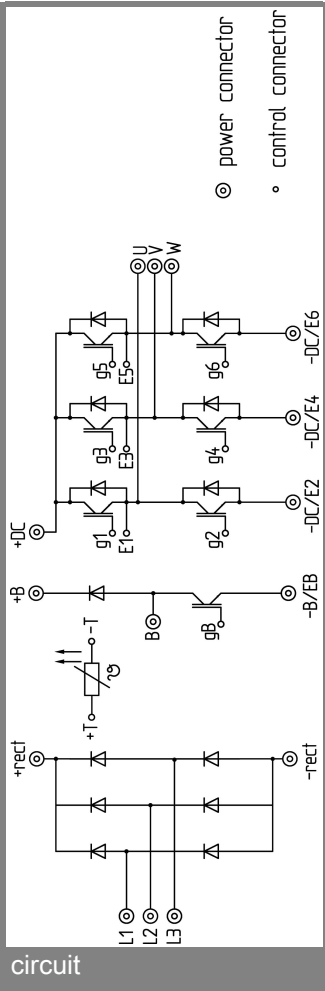 power connector
control connector
U
V
W
+DC
g1
E1
g3
E3
g5
E5
g2
g4
g6
-DC/E2
-DC/E4
-DC/E6
+B
B
gB
-B/EB
+T
-T
ϑ
+rect
-rect
L1
L2
L3
circuit